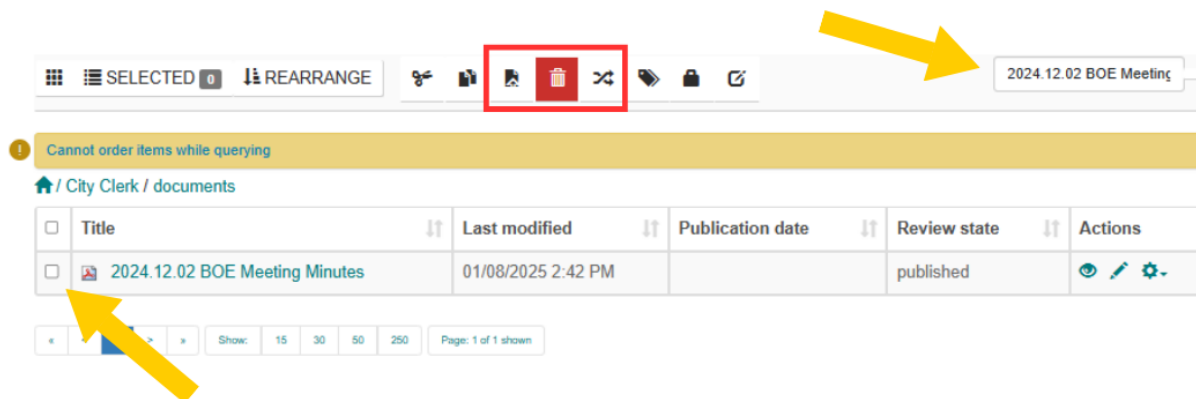 SELECTED 0 REARRANGE 2024.12.02 BOE Meeting
Cannot order items while querying
/ City Clerk / documents
Title Last modified Publication date Review state Actions
2024.12.02 BOE Meeting Minutes 01/08/2025 2:42 PM published
« > » Show: 15 30 50 250 Page: 1 of 1 shown